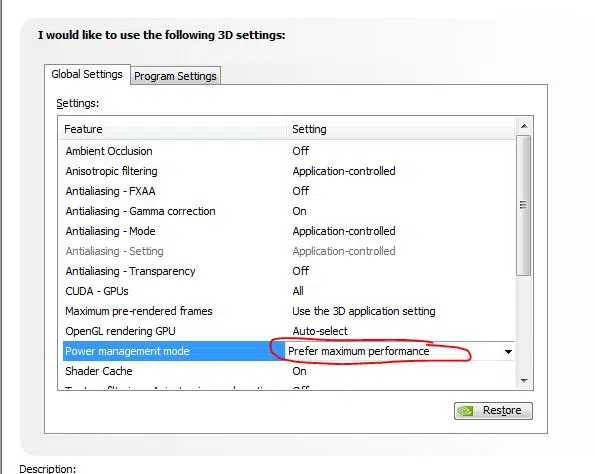 I would like to use the following 3D settings:
Global Settings Program Settings
Settings:
Feature Setting
Ambient Occlusion Off
Anisotropic filtering Application-controlled
Antialiasing - FXAA Off
Antialiasing - Gamma correction On
Antialiasing - Mode Application-controlled
Antialiasing - Setting Application-controlled
Antialiasing - Transparency Off
CUDA - GPUs All
Maximum pre-rendered frames Use the 3D application setting
OpenGL rendering GPU Auto-select
Power management mode Prefer maximum performance
Shader Cache On
Restore
Description: